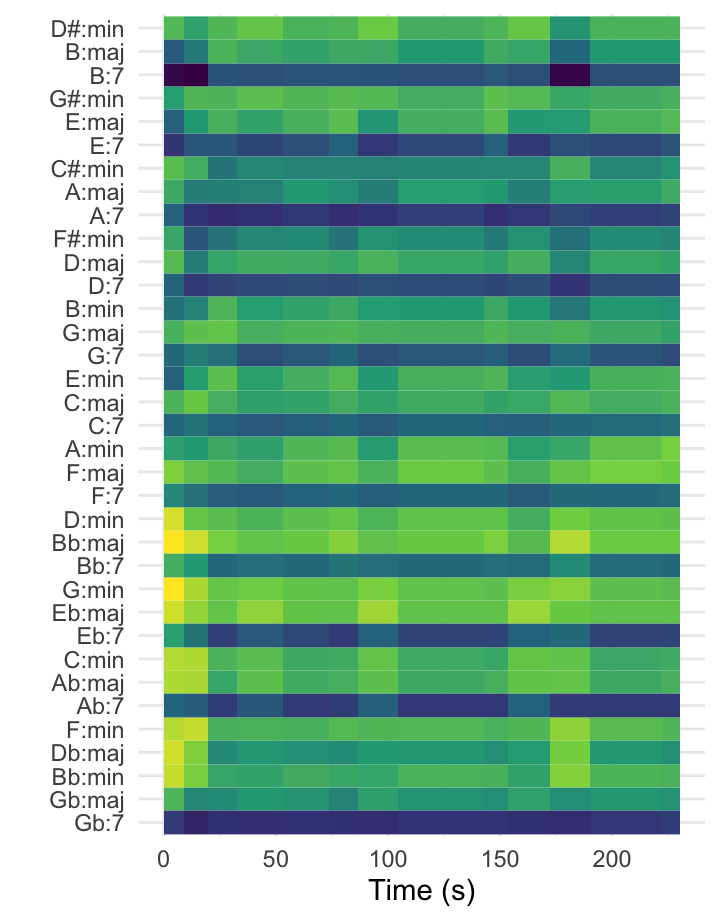 D#:min
B:maj
B:7
G#:min
E:maj
E:7
C#:min
A:maj
A:7
F#:min
D:maj
D:7
B:min
G:maj
G:7
E:min
C:maj
C:7
A:min
F:maj
F:7
D:min
Bb:maj
Bb:7
G:min
Eb:maj
Eb:7
C:min
Ab:maj
Ab:7
F:min
Db:maj
Bb:min
Gb:maj
Gb:7
0 50 100 150 200
Time (s)